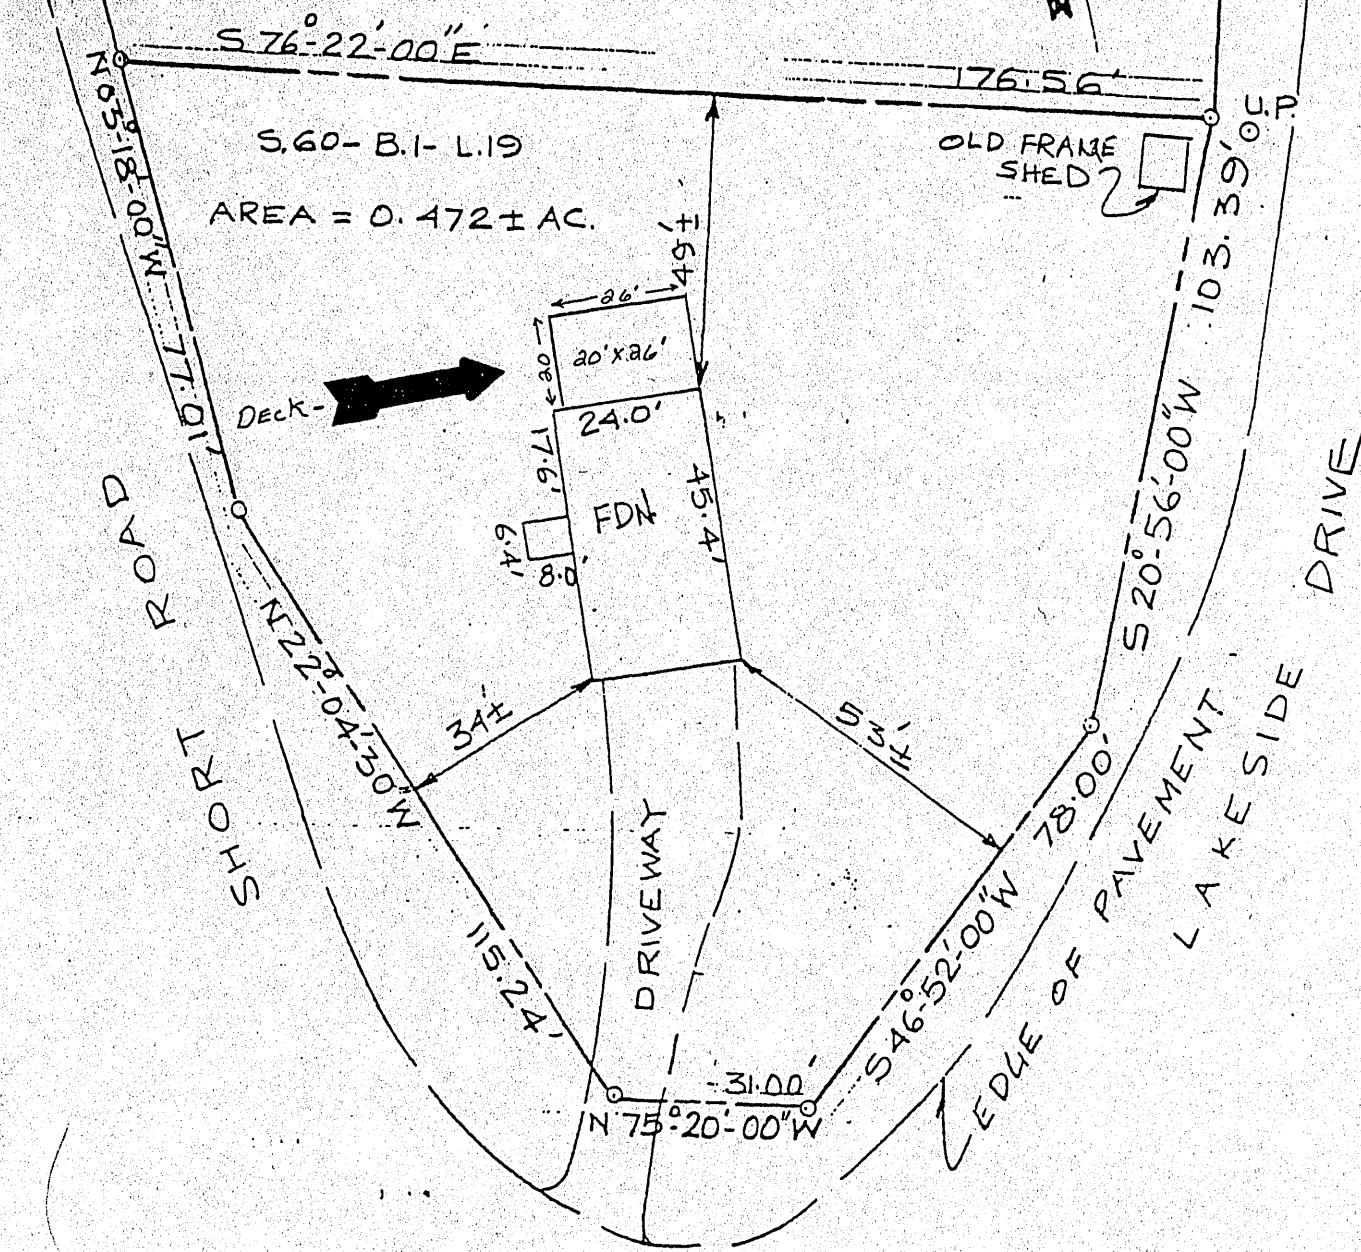 S 76°-22'-00" E
176.56'
U.P.
N 03°-18'-00" W
77.01'
S.60- B.1- L.19
AREA = 0.472 ± AC.
OLD FRAME
SHED
49'±
103.39'
S 20°-56'-00" W
26'
20
20' x 26'
DECK-
24.0'
17.6'
45.4'
FDN
6.4'
8.0'
SHORT ROAD
N 22°-04'-30" W
115.24'
34'±
53'±
78.00'
S 46°-52'-00" W
DRIVEWAY
31.00'
N 75°-20'-00" W
EDGE OF PAVEMENT
LAKESIDE DRIVE